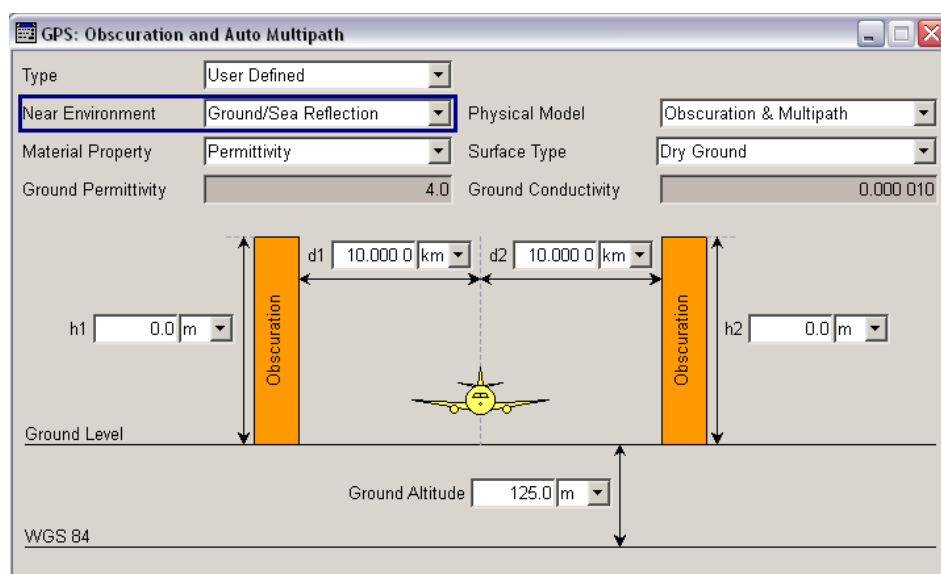 GPS: Obscuration and Auto Multipath
Type User Defined
Near Environment Ground/Sea Reflection Physical Model Obscuration & Multipath
Material Property Permittivity Surface Type Dry Ground
Ground Permittivity 4.0 Ground Conductivity 0.000 010
d1 10.000 0 km d2 10.000 0 km
h1 0.0 m Obscuration Obscuration h2 0.0 m
Ground Level
Ground Altitude 125.0 m
WGS 84